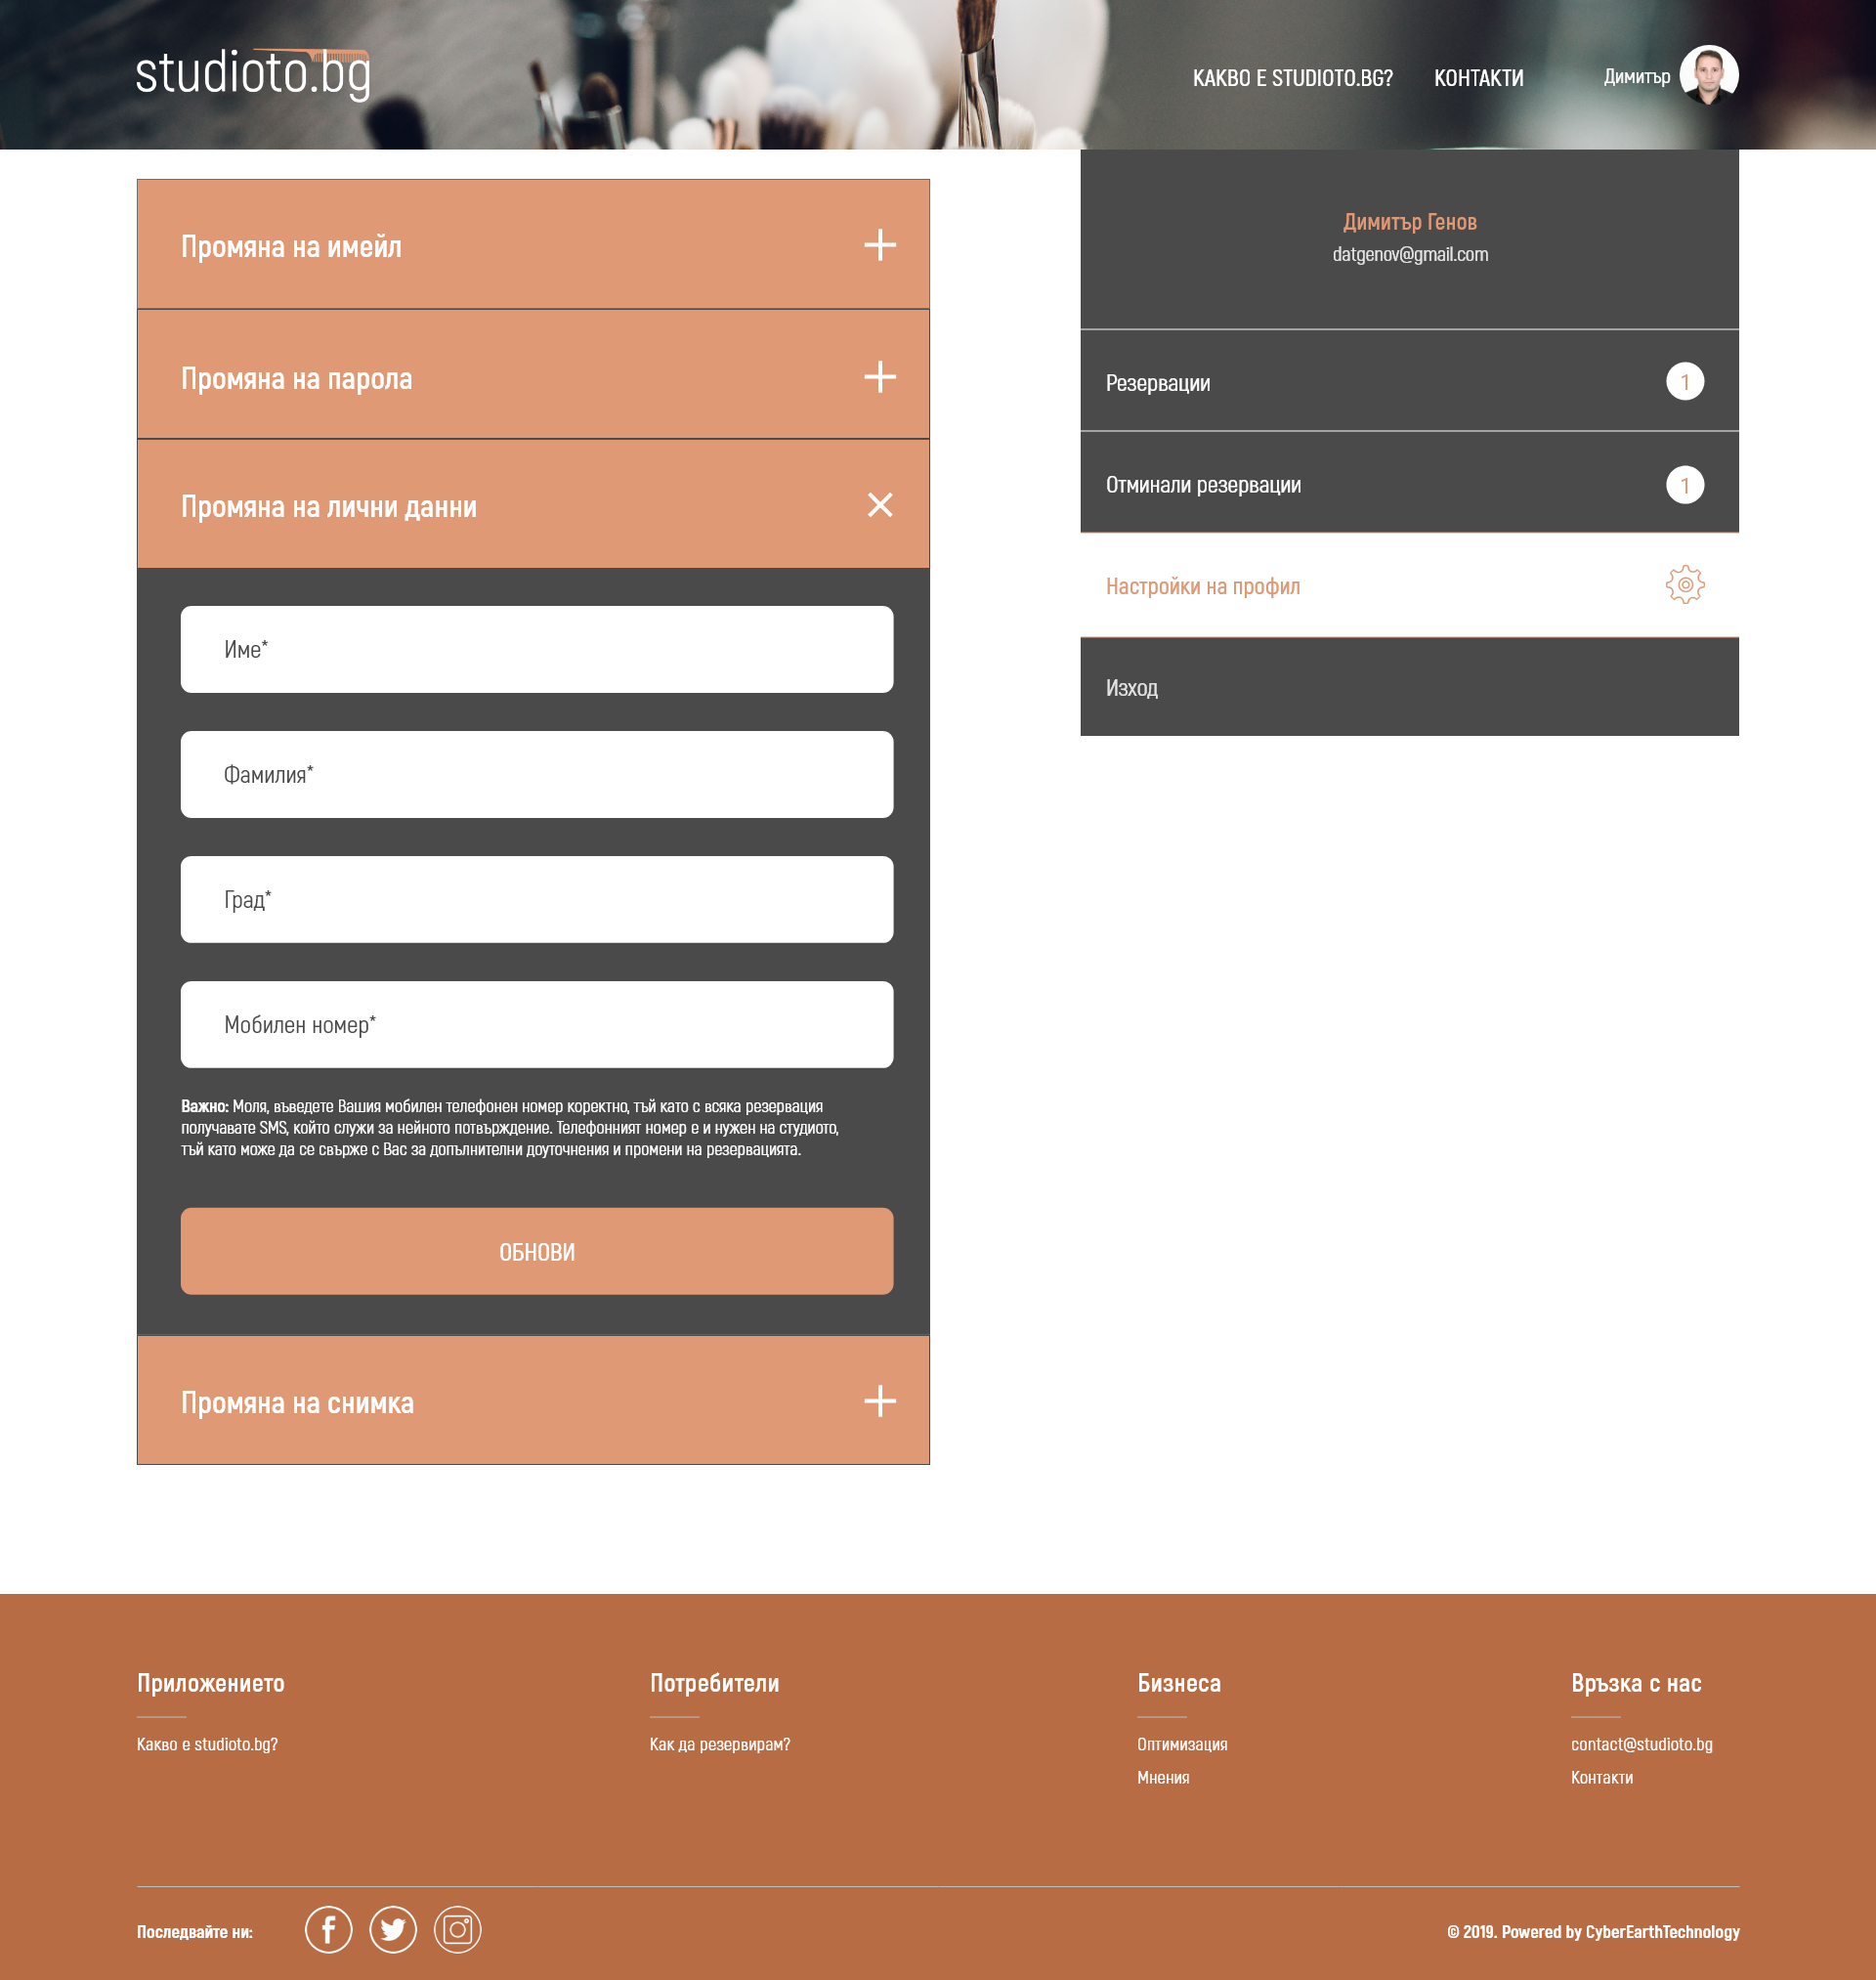 studioto.bg
КАКВО Е STUDIOTO.BG?
КОНТАКТИ
Димитър
Промяна на имейл
Промяна на парола
Промяна на лични данни
Име*
Фамилия*
Град*
Мобилен номер*
Важно: Моля, въведете Вашия мобилен телефонен номер коректно, тъй като с всяка резервация
получавате SMS, който служи за нейното потвърждение. Телефонният номер е и нужен на студиото,
тъй като може да се свърже с Вас за допълнителни доуточнения и промени на резервацията.
ОБНОВИ
Промяна на снимка
Димитър Генов
datgenov@gmail.com
Резервации
1
Отминали резервации
1
Настройки на профил
Изход
Приложението
Какво е studioto.bg?
Потребители
Как да резервирам?
Бизнеса
Оптимизация
Мнения
Връзка с нас
contact@studioto.bg
Контакти
Последвайте ни:
© 2019. Powered by CyberEarthTechnology